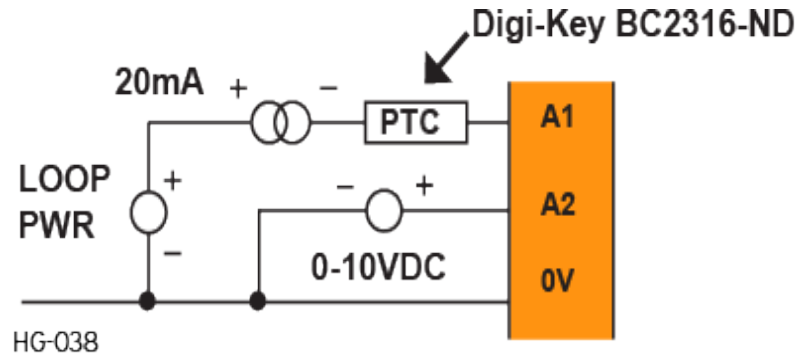 Digi-Key BC2316-ND
20mA + −
PTC A1
LOOP
PWR
+
−
− +
A2
0-10VDC
0V
HG-038